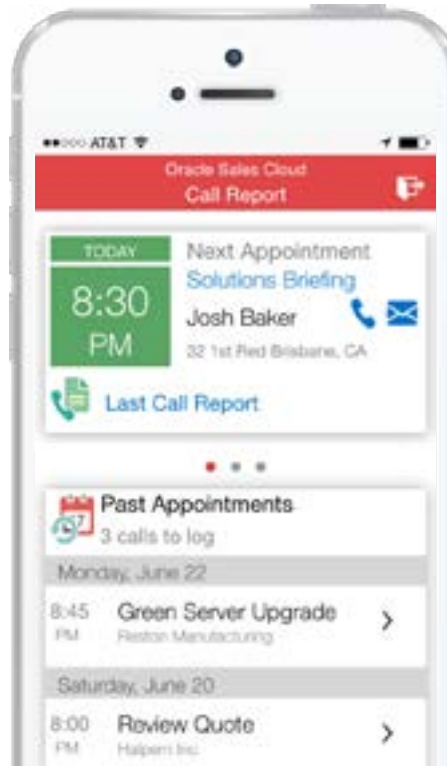 AT&T
Oracle Sales Cloud
Call Report
TODAY
8:30
PM
Next Appointment
Solutions Briefing
Josh Baker
32 1st Red Brisbane, CA
Last Call Report
Past Appointments
7
3 calls to log
Monday, June 22
8:45
PM
Green Server Upgrade
Reston Manufacturing
Saturday, June 20
8:00
PM
Review Quote
Halpern Inc.